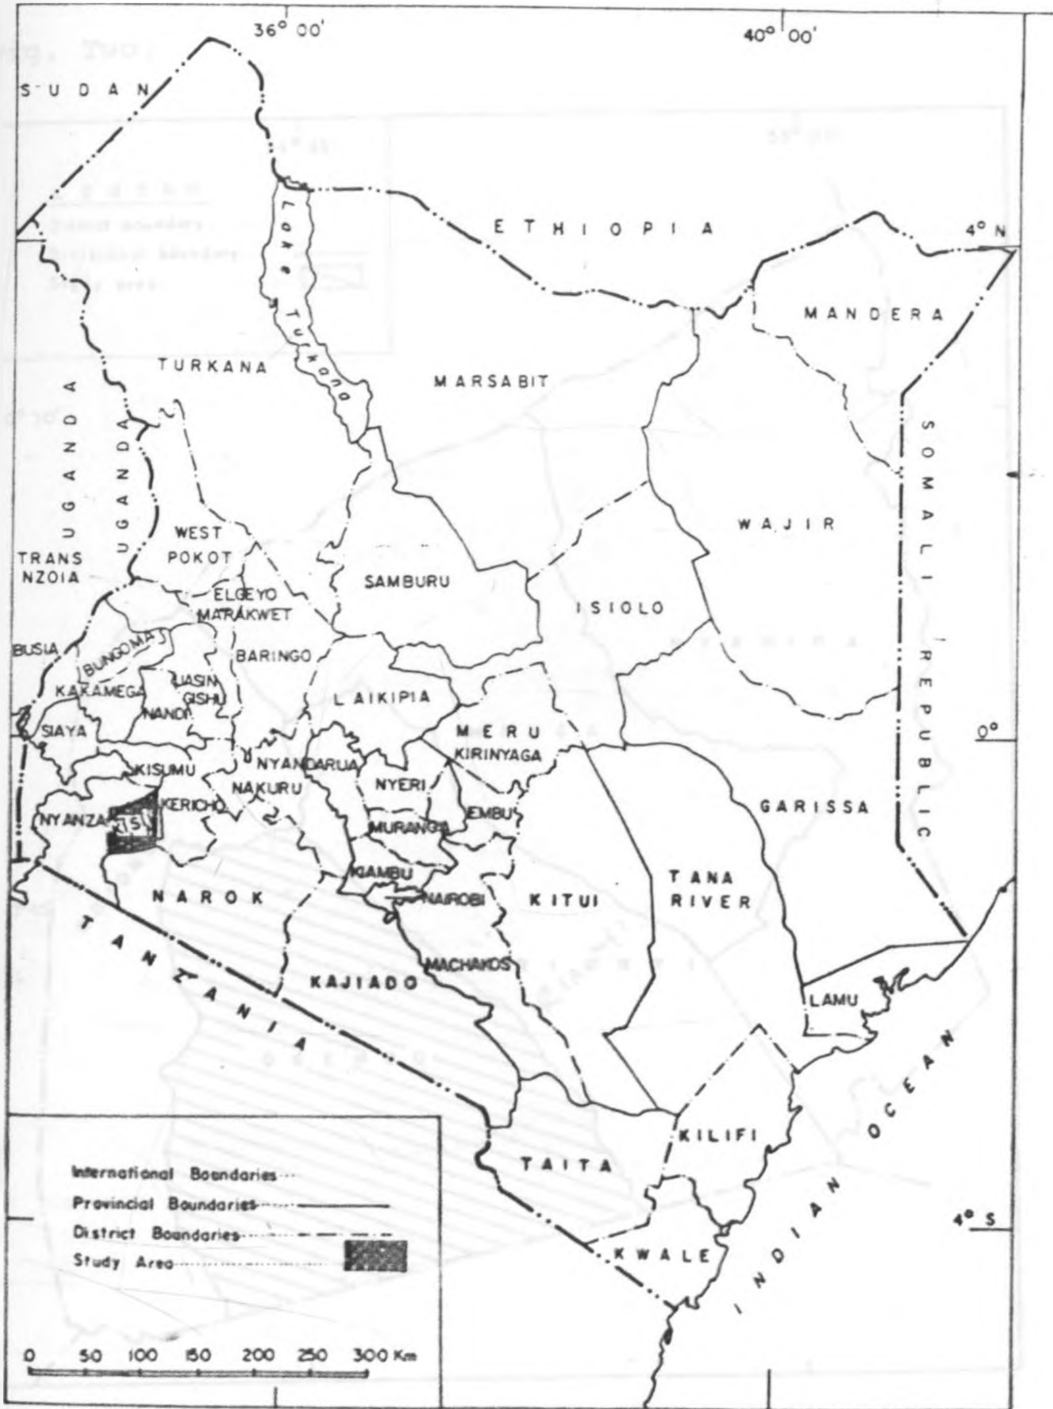 36° 00'
40° 00'
SUDAN
ETHIOPIA
4° N
Lake Turkana
MANDERA
TURKANA
MARSABIT
UGANDA
UGANDA
SOMALI REPUBLIC
WAJIR
WEST
POKOT
TRANS
NZOIA
SAMBURU
ELGEYO
MARAKWET
ISIOLO
BUSIA
BUNGOMA
BARINGO
KAKAMEGA
UASIN
GISHU
NANDI
LAIKIPIA
SIAYA
MERU
KIRINYAGA
0°
KISUMU
NYANDARUA
NAKURU
NYERI
KERICHO
GARISSA
NYANZA
KISII
EMBU
MURANGA
KIAMBU
TANA
RIVER
NAROK
NAIROBI
KITUI
TANZANIA
MACHAKOS
KAJIADO
LAMU
INDIAN OCEAN
KILIFI
TAITA
KWALE
4° S
International Boundaries
Provincial Boundaries
District Boundaries
Study Area
0 50 100 150 200 250 300 Km